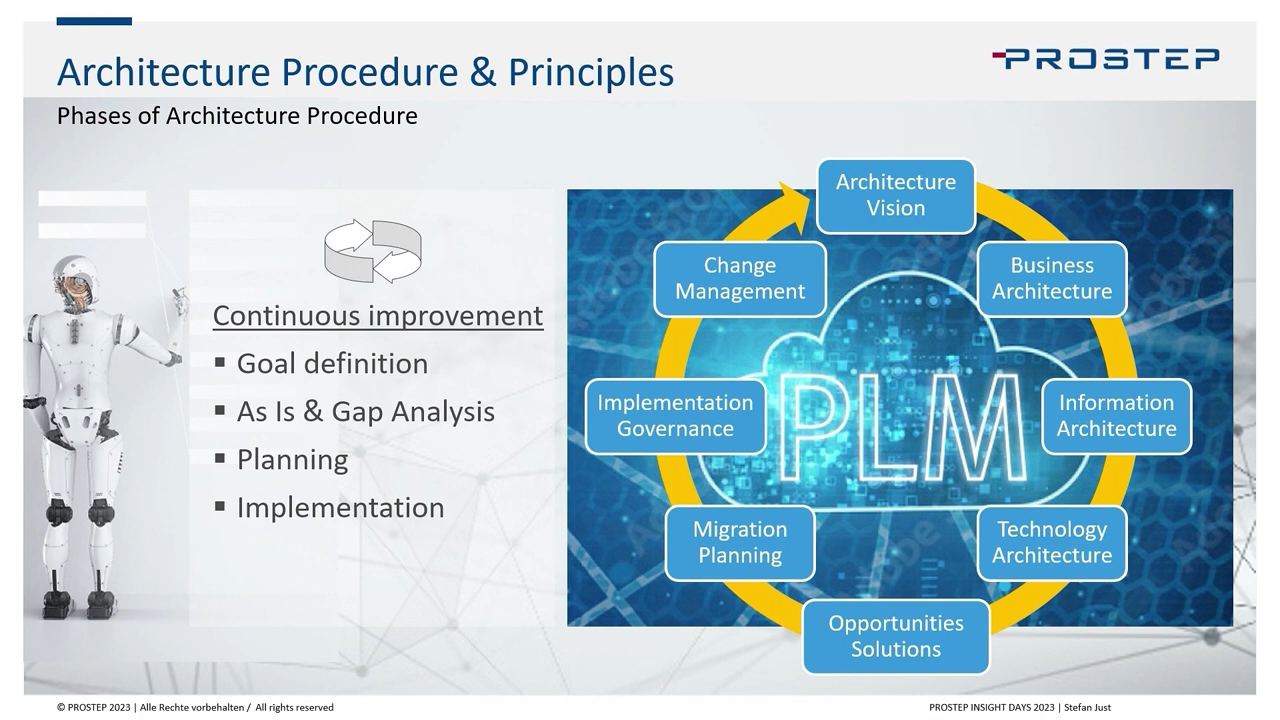 Architecture Procedure & Principles
PROSTEP
Phases of Architecture Procedure
Continuous improvement
▪ Goal definition
▪ As Is & Gap Analysis
▪ Planning
▪ Implementation
Architecture
Vision
Business
Architecture
Information
Architecture
Technology
Architecture
Opportunities
Solutions
Migration
Planning
Implementation
Governance
Change
Management
PLM
© PROSTEP 2023 | Alle Rechte vorbehalten / All rights reserved
PROSTEP INSIGHT DAYS 2023 | Stefan Just